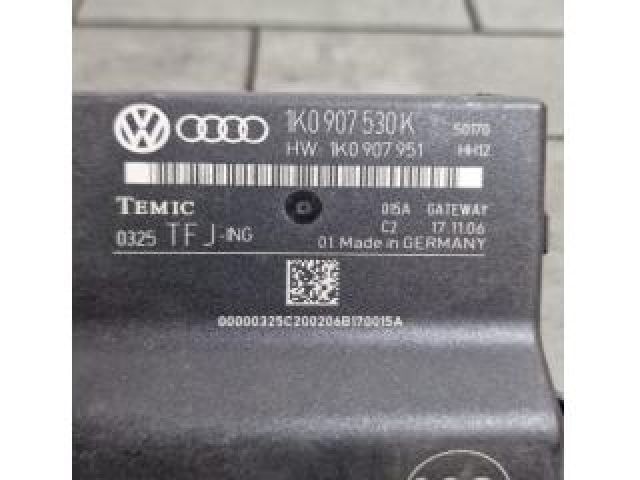 1K0 907 530 K 50170
HW 1K0 907 951 HH12
TEMIC 015A GATEWAY
C2 17.11.06
0325 TFJ-ING 01 Made in GERMANY
00000325C200206B170015A